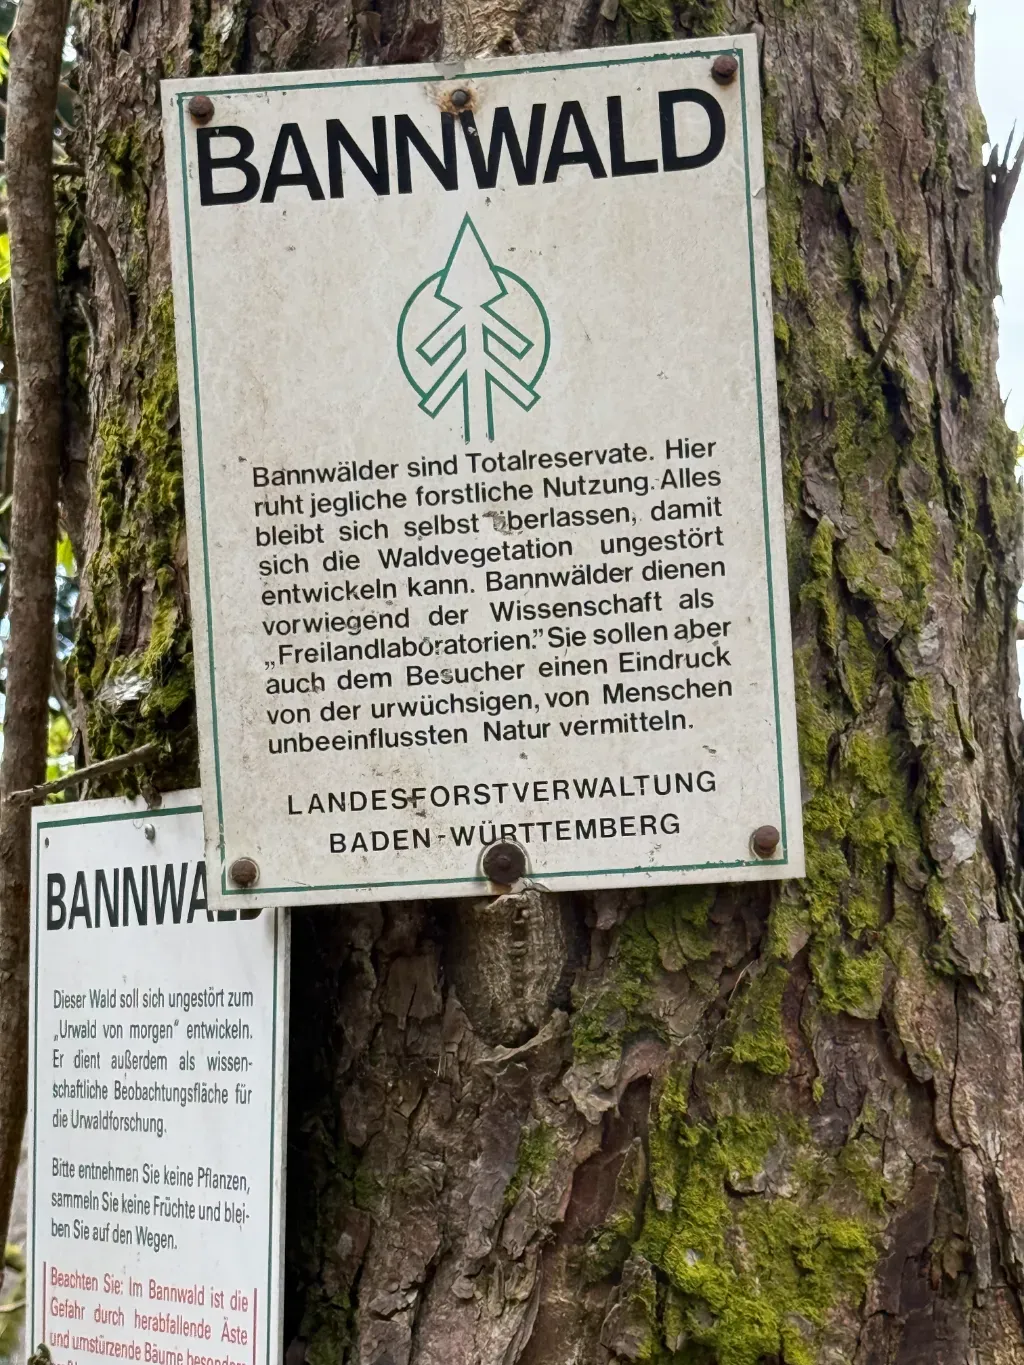 BANNWALD
Bannwälder sind Totalreservate. Hier
ruht jegliche forstliche Nutzung. Alles
bleibt sich selbst überlassen, damit
sich die Waldvegetation ungestört
entwickeln kann. Bannwälder dienen
vorwiegend der Wissenschaft als
„Freilandlaboratorien.” Sie sollen aber
auch dem Besucher einen Eindruck
von der urwüchsigen, von Menschen
unbeeinflussten Natur vermitteln.
LANDESFORSTVERWALTUNG
BADEN-WÜRTTEMBERG
BANNWALD
Dieser Wald soll sich ungestört zum
„Urwald von morgen“ entwickeln.
Er dient außerdem als wissen-
schaftliche Beobachtungsfläche für
die Urwaldforschung.
Bitte entnehmen Sie keine Pflanzen,
sammeln Sie keine Früchte und blei-
ben Sie auf den Wegen.
Beachten Sie: Im Bannwald ist die
Gefahr durch herabfallende Äste
und umstürzende Bäume besonders